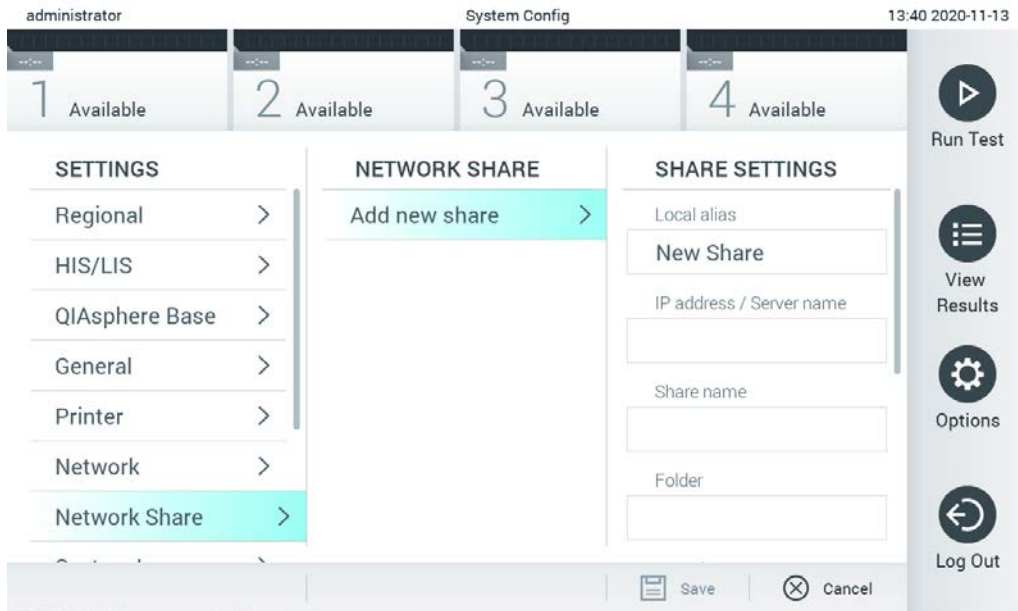 administrator
System Config
13:40 2020-11-13
--:--
--:--
--:--
--:--
1 Available
2 Available
3 Available
4 Available
SETTINGS
Regional
HIS/LIS
QIAsphere Base
General
Printer
Network
Network Share
NETWORK SHARE
Add new share
SHARE SETTINGS
Local alias
New Share
IP address / Server name
Share name
Folder
Save
Cancel
Run Test
View
Results
Options
Log Out